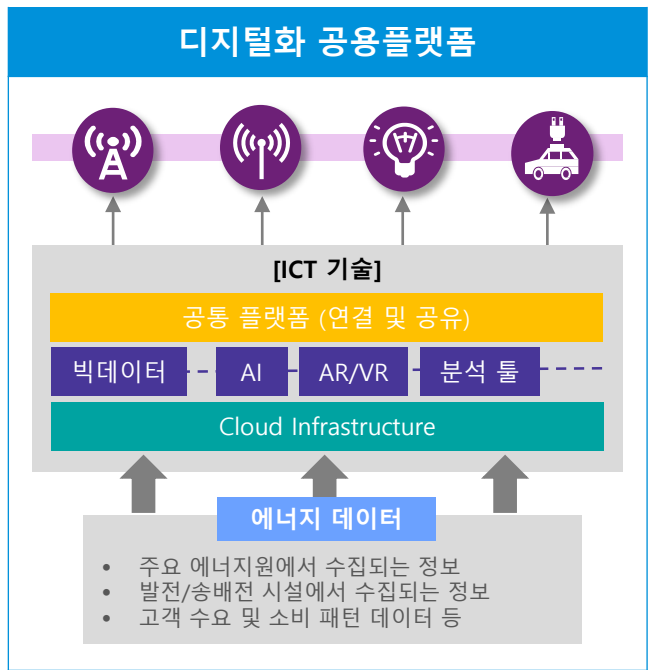 디지털화 공용플랫폼
[ICT 기술]
공통 플랫폼 (연결 및 공유)
빅데이터 AI AR/VR 분석 툴
Cloud Infrastructure
에너지 데이터
• 주요 에너지원에서 수집되는 정보
• 발전/송배전 시설에서 수집되는 정보
• 고객 수요 및 소비 패턴 데이터 등